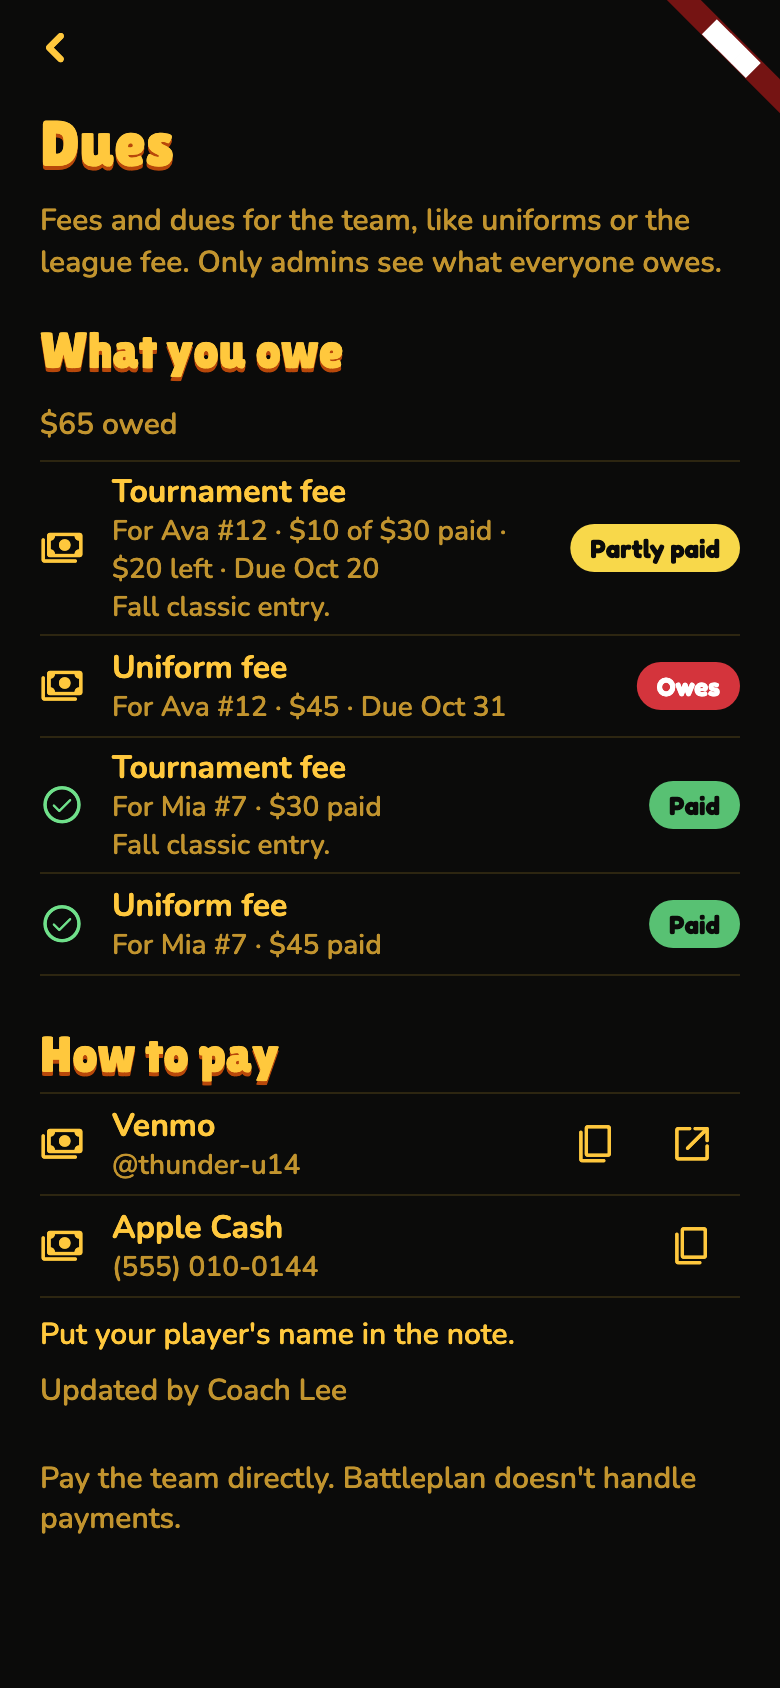 Dues
Fees and dues for the team, like uniforms or the
league fee. Only admins see what everyone owes.
What you owe
$65 owed
Tournament fee
For Ava #12 · $10 of $30 paid ·
$20 left · Due Oct 20
Fall classic entry.
Partly paid
Uniform fee
For Ava #12 · $45 · Due Oct 31
Owes
Tournament fee
For Mia #7 · $30 paid
Fall classic entry.
Paid
Uniform fee
For Mia #7 · $45 paid
Paid
How to pay
Venmo
@thunder-u14
Apple Cash
(555) 010-0144
Put your player's name in the note.
Updated by Coach Lee
Pay the team directly. Battleplan doesn't handle
payments.